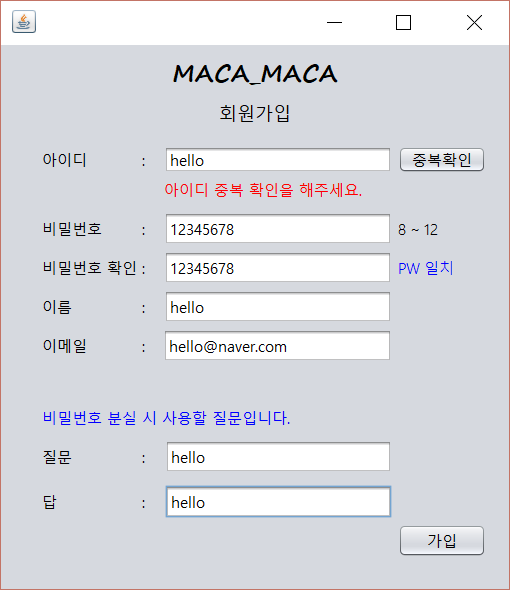 MACA_MACA
회원가입
아이디 : hello 중복확인
아이디 중복 확인을 해주세요.
비밀번호 : 12345678 8 ~ 12
비밀번호 확인 : 12345678 PW 일치
이름 : hello
이메일 : hello@naver.com
비밀번호 분실 시 사용할 질문입니다.
질문 : hello
답 : hello
가입